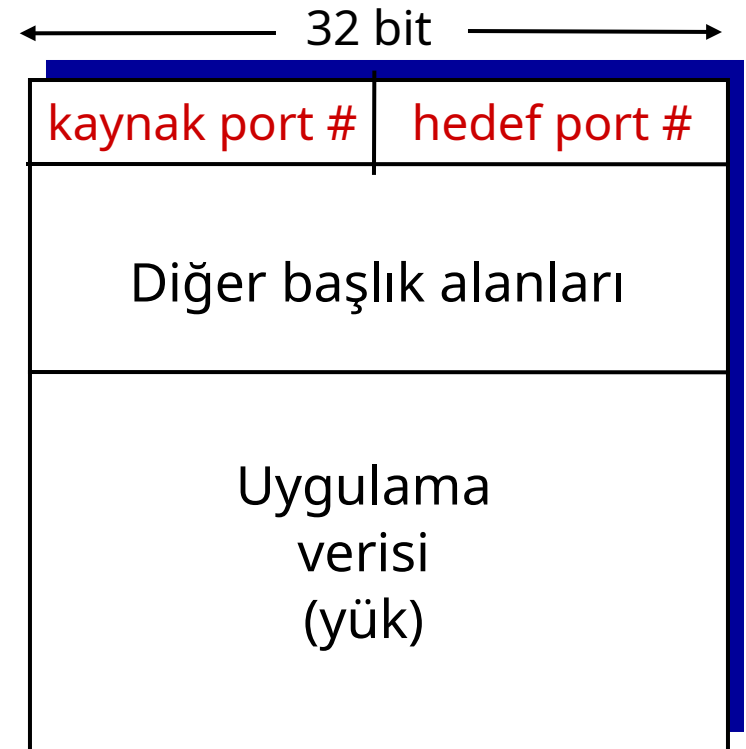 32 bit
kaynak port # hedef port #
Diğer başlık alanları
Uygulama
verisi
(yük)